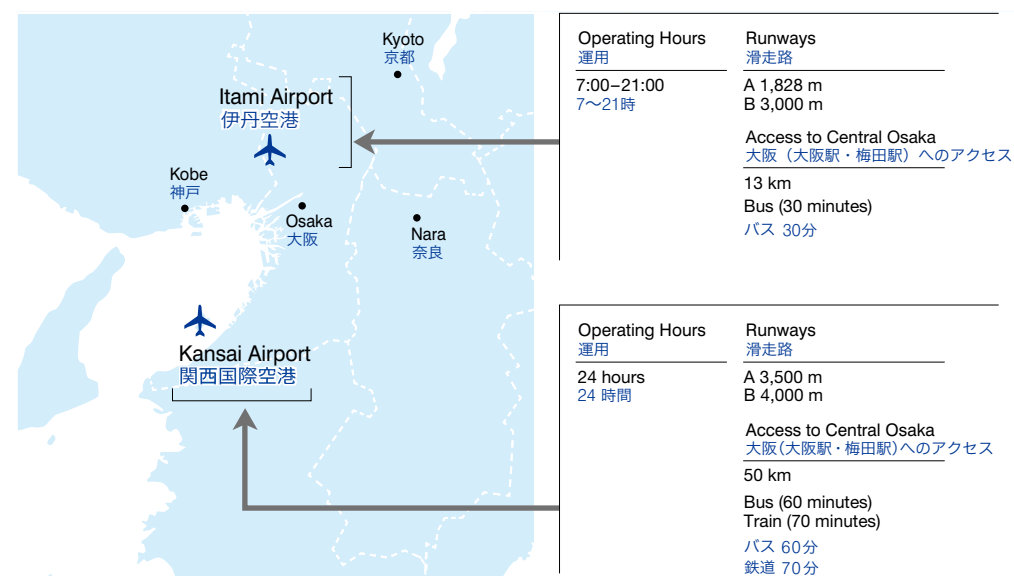 Kyoto
京都
Itami Airport
伊丹空港
Kobe
神戸
Osaka
大阪
Nara
奈良
Kansai Airport
関西国際空港
Operating Hours
運用
7:00–21:00
7〜21時
Runways
滑走路
A 1,828 m
B 3,000 m
Access to Central Osaka
大阪（大阪駅・梅田駅）へのアクセス
13 km
Bus (30 minutes)
バス 30分
Operating Hours
運用
24 hours
24 時間
Runways
滑走路
A 3,500 m
B 4,000 m
Access to Central Osaka
大阪(大阪駅・梅田駅)へのアクセス
50 km
Bus (60 minutes)
Train (70 minutes)
バス 60分
鉄道 70分